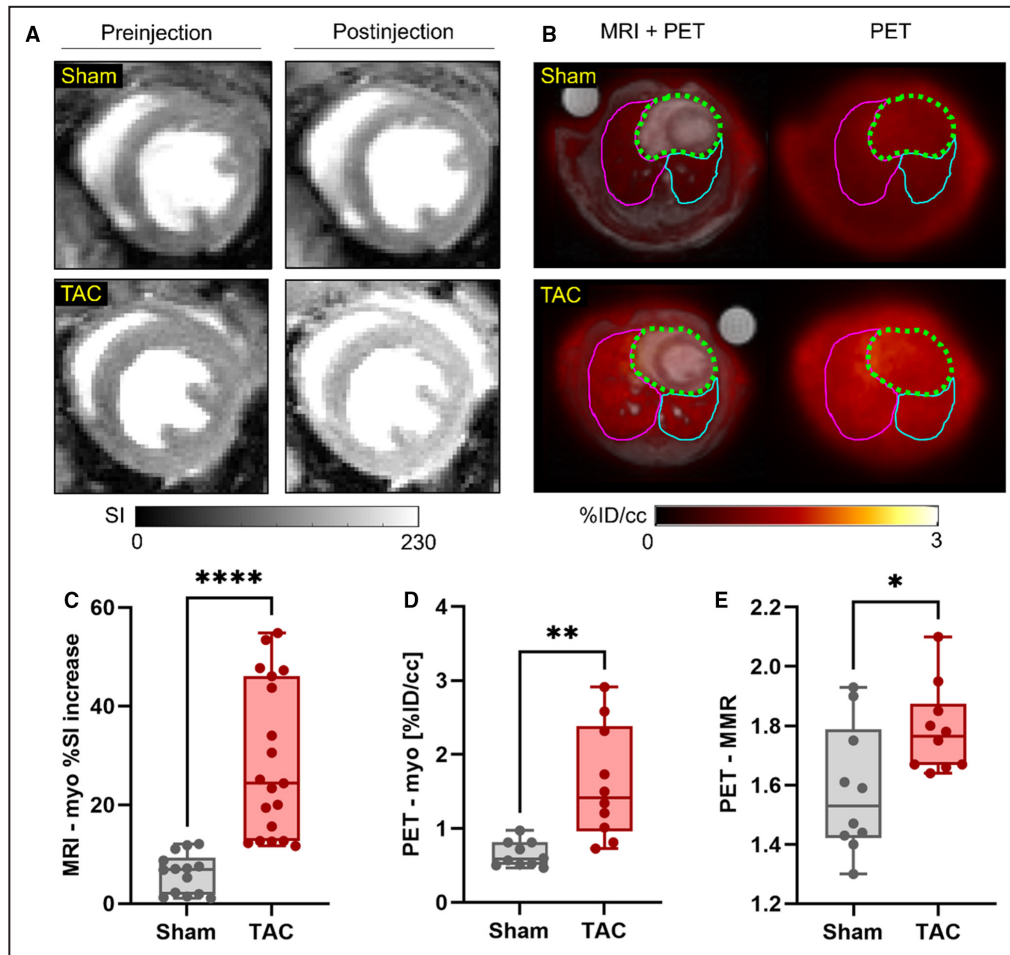 A
Preinjection
Postinjection
Sham
TAC
SI
0
230
B
MRI + PET
PET
Sham
TAC
%ID/cc
0
3
C
MRI - myo %SI increase
60
40
20
0
****
Sham
TAC
D
PET - myo [%ID/cc]
4
3
2
1
0
**
Sham
TAC
E
PET - MMR
2.2
2.0
1.8
1.6
1.4
1.2
*
Sham
TAC